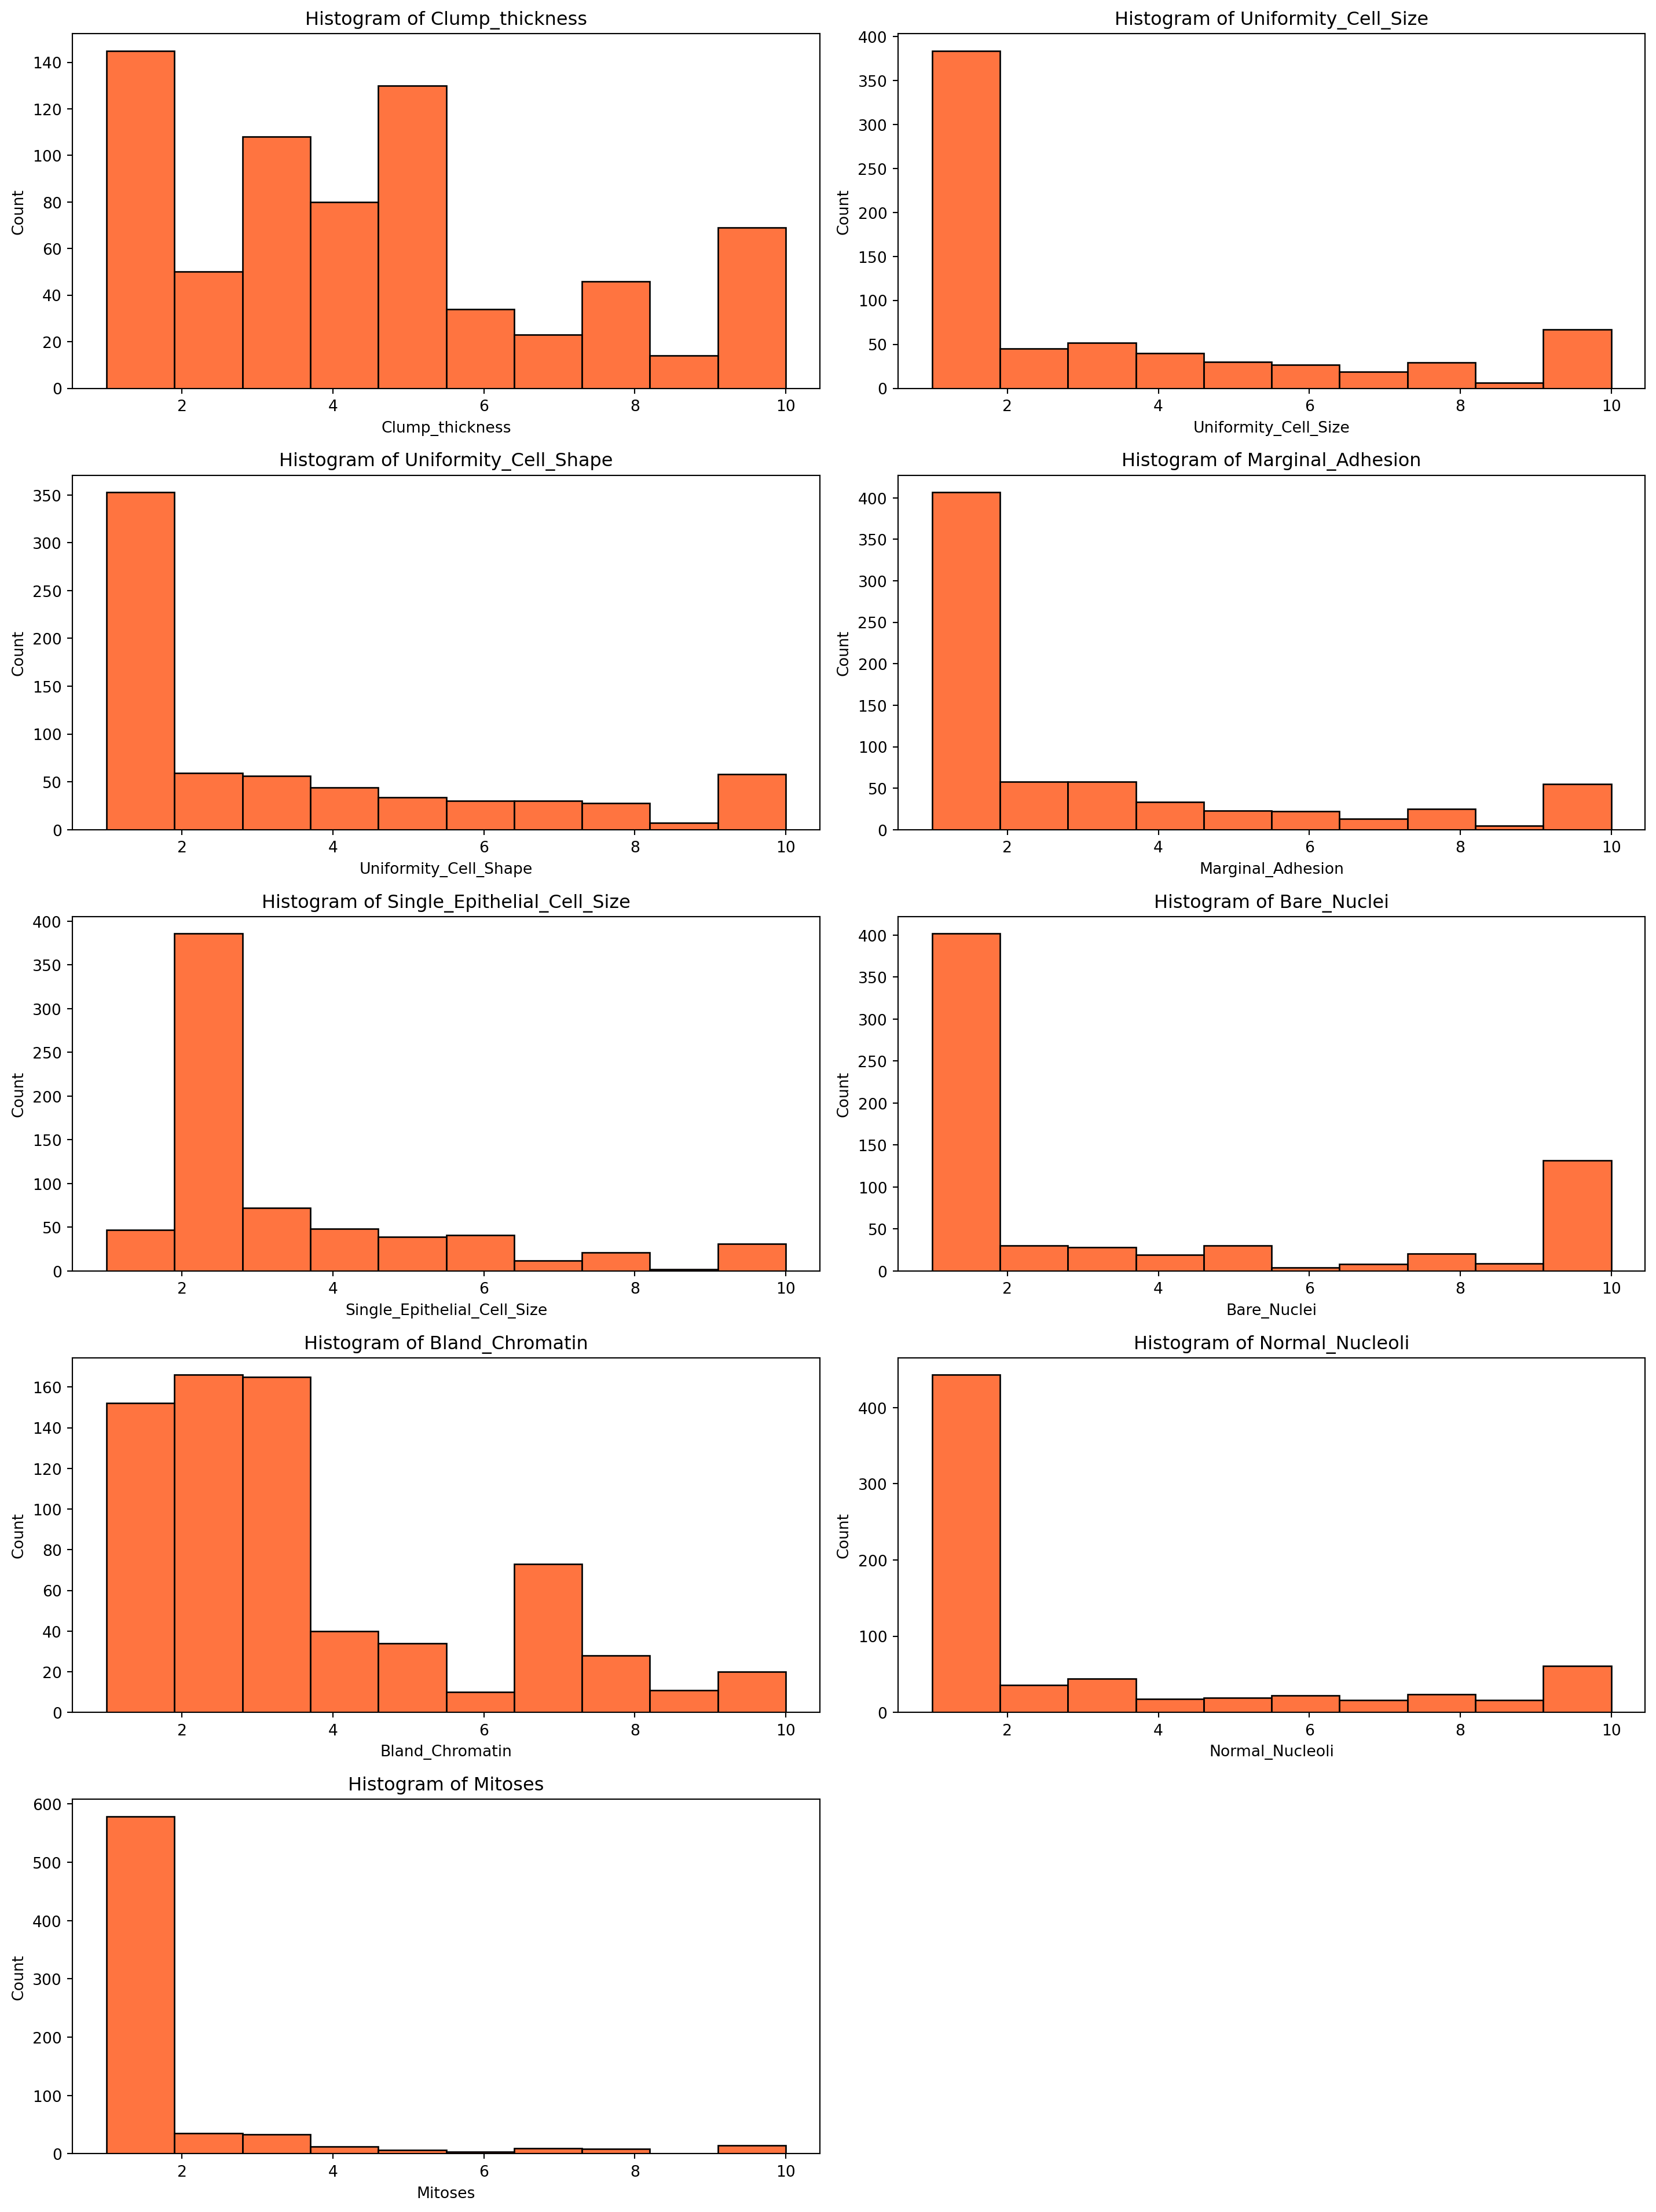 Histogram of Clump_thickness
140
120
100
80
60
40
20
0
Count
2 4 6 8 10
Clump_thickness
Histogram of Uniformity_Cell_Size
400
350
300
250
200
150
100
50
0
Count
2 4 6 8 10
Uniformity_Cell_Size
Histogram of Uniformity_Cell_Shape
350
300
250
200
150
100
50
0
Count
2 4 6 8 10
Uniformity_Cell_Shape
Histogram of Marginal_Adhesion
400
350
300
250
200
150
100
50
0
Count
2 4 6 8 10
Marginal_Adhesion
Histogram of Single_Epithelial_Cell_Size
400
350
300
250
200
150
100
50
0
Count
2 4 6 8 10
Single_Epithelial_Cell_Size
Histogram of Bare_Nuclei
400
350
300
250
200
150
100
50
0
Count
2 4 6 8 10
Bare_Nuclei
Histogram of Bland_Chromatin
160
140
120
100
80
60
40
20
0
Count
2 4 6 8 10
Bland_Chromatin
Histogram of Normal_Nucleoli
400
300
200
100
0
Count
2 4 6 8 10
Normal_Nucleoli
Histogram of Mitoses
600
500
400
300
200
100
0
Count
2 4 6 8 10
Mitoses